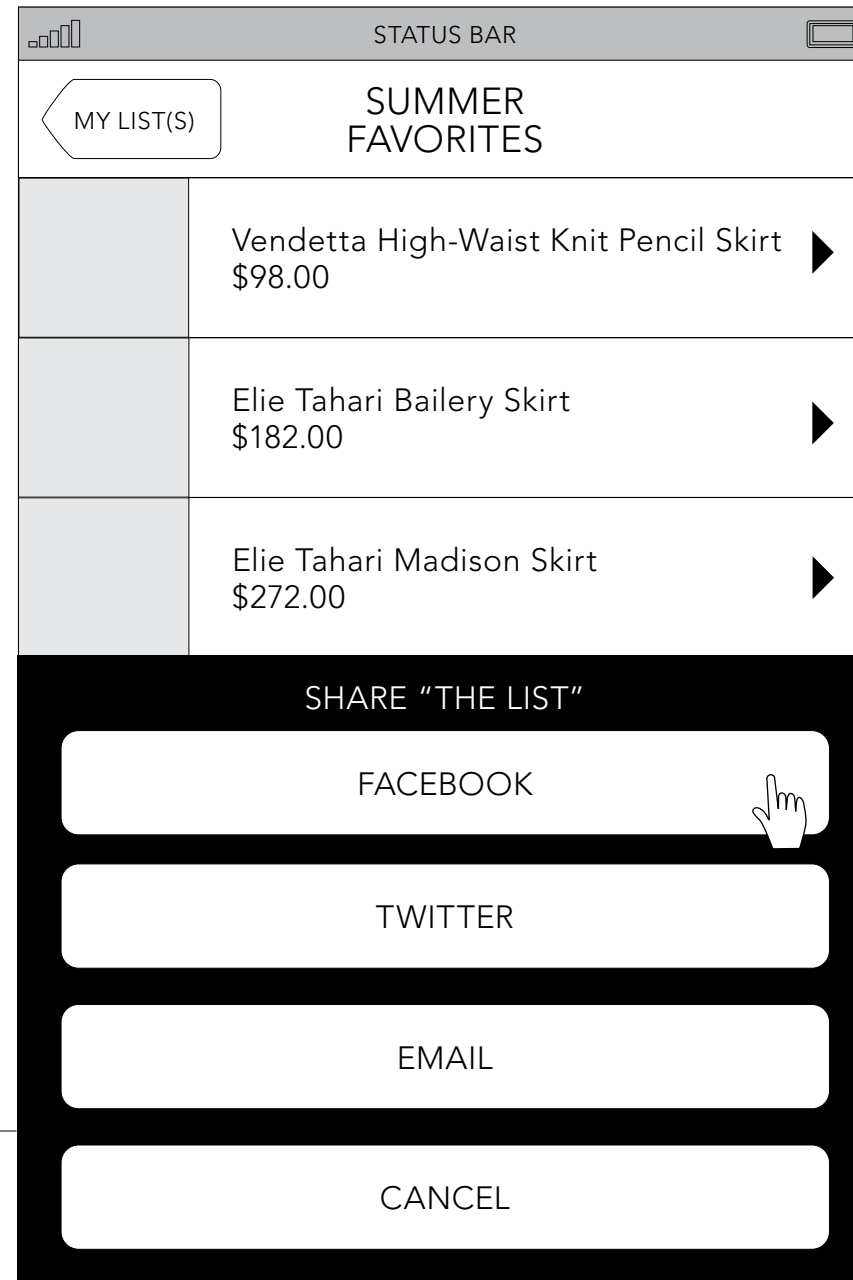 STATUS BAR
MY LIST(S)
SUMMER
FAVORITES
Vendetta High-Waist Knit Pencil Skirt
$98.00
Elie Tahari Bailery Skirt
$182.00
Elie Tahari Madison Skirt
$272.00
SHARE “THE LIST”
FACEBOOK
TWITTER
EMAIL
CANCEL